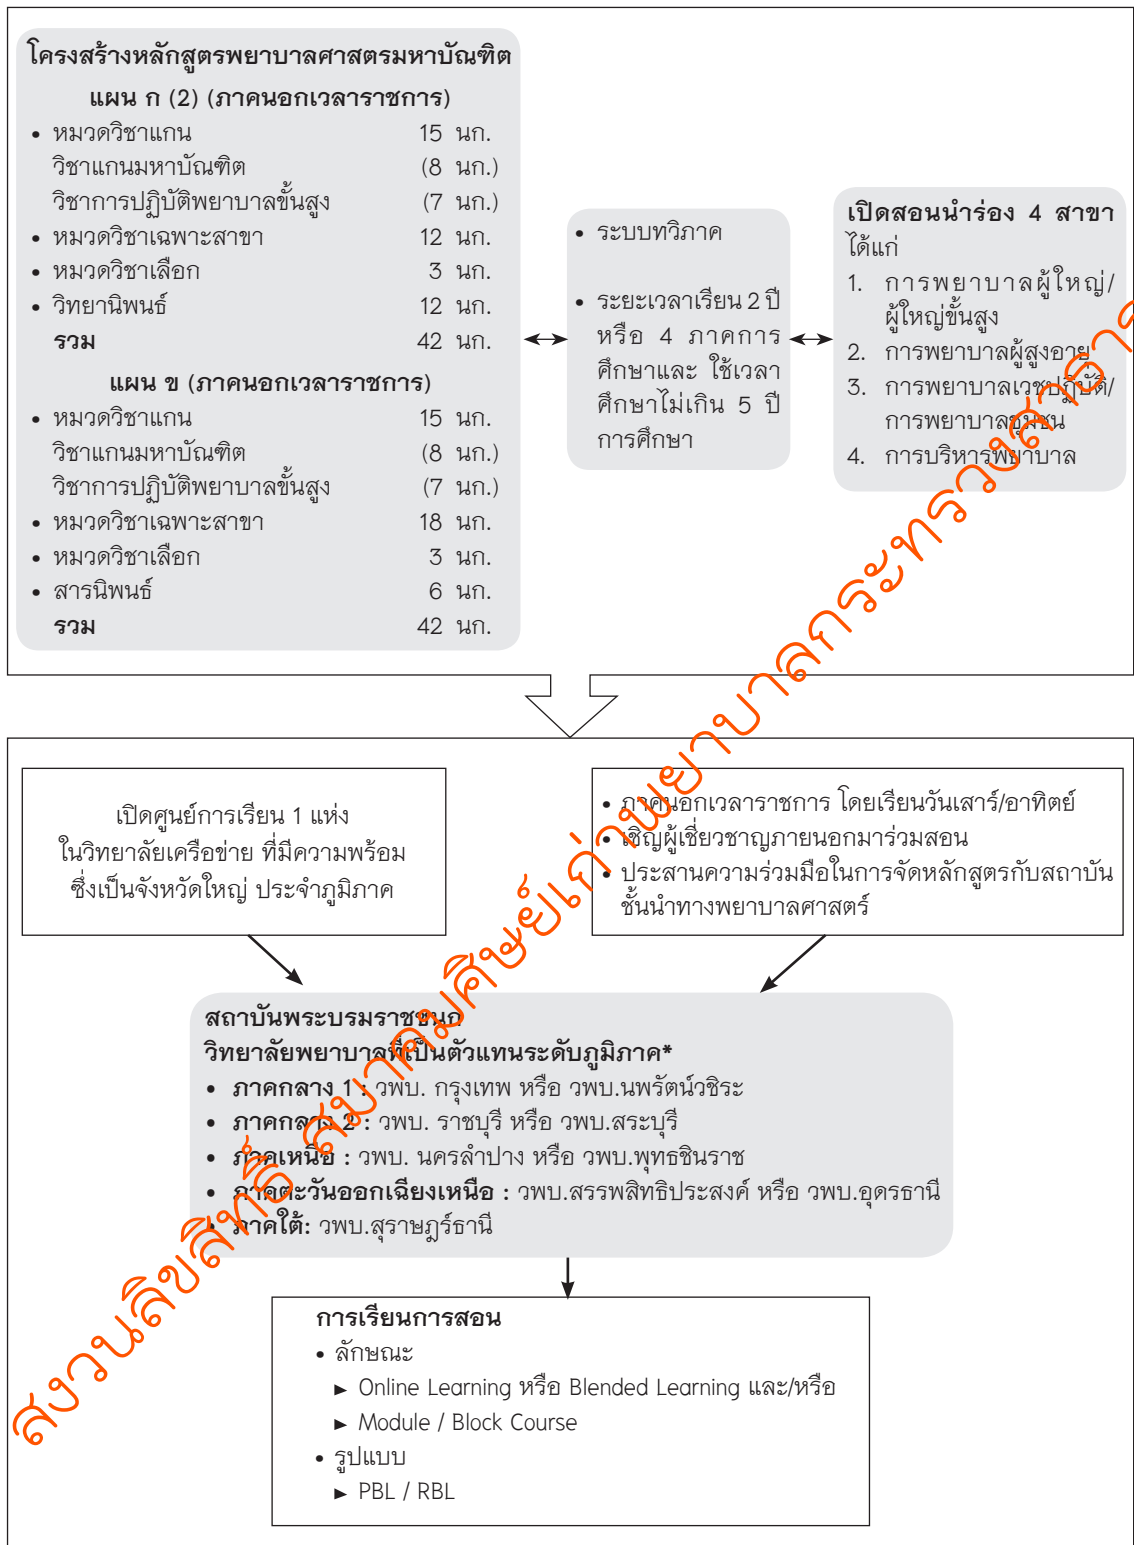 โครงสร้างหลักสูตรพยาบาลศาสตรมหาบัณฑิต
แผน ก (2) (ภาคนอกเวลาราชการ)
• หมวดวิชาแกน 15 นก.
วิชาแกนมหาบัณฑิต (8 นก.)
วิชาการปฏิบัติพยาบาลขั้นสูง (7 นก.)
• หมวดวิชาเฉพาะสาขา 12 นก.
• หมวดวิชาเลือก 3 นก.
• วิทยานิพนธ์ 12 นก.
รวม 42 นก.
แผน ข (ภาคนอกเวลาราชการ)
• หมวดวิชาแกน 15 นก.
วิชาแกนมหาบัณฑิต (8 นก.)
วิชาการปฏิบัติพยาบาลขั้นสูง (7 นก.)
• หมวดวิชาเฉพาะสาขา 18 นก.
• หมวดวิชาเลือก 3 นก.
• สารนิพนธ์ 6 นก.
รวม 42 นก.
• ระบบทวิภาค
• ระยะเวลาเรียน 2 ปี
หรือ 4 ภาคการ
ศึกษาและ ใช้เวลา
ศึกษาไม่เกิน 5 ปี
การศึกษา
เปิดสอนนำร่อง 4 สาขา
ได้แก่
1. การพยาบาลผู้ใหญ่/
ผู้ใหญ่ขั้นสูง
2. การพยาบาลผู้สูงอายุ
3. การพยาบาลเวชปฏิบัติ/
การพยาบาลชุมชน
4. การบริหารพยาบาล
เปิดศูนย์การเรียน 1 แห่ง
ในวิทยาลัยเครือข่าย ที่มีความพร้อม
ซึ่งเป็นจังหวัดใหญ่ ประจำภูมิภาค
• ภาคนอกเวลาราชการ โดยเรียนวันเสาร์/อาทิตย์
• เชิญผู้เชี่ยวชาญภายนอกมาร่วมสอน
• ประสานความร่วมมือในการจัดหลักสูตรกับสถาบัน
ชั้นนำทางพยาบาลศาสตร์
สถาบันพระบรมราชชนก
วิทยาลัยพยาบาลที่เป็นตัวแทนระดับภูมิภาค*
• ภาคกลาง 1 : วพบ. กรุงเทพ หรือ วพบ.นพรัตน์วชิระ
• ภาคกลาง 2 : วพบ. ราชบุรี หรือ วพบ.สระบุรี
• ภาคเหนือ : วพบ. นครลำปาง หรือ วพบ.พุทธชินราช
• ภาคตะวันออกเฉียงเหนือ : วพบ.สรรพสิทธิประสงค์ หรือ วพบ.อุดรธานี
• ภาคใต้: วพบ.สุราษฎร์ธานี
การเรียนการสอน
• ลักษณะ
► Online Learning หรือ Blended Learning และ/หรือ
► Module / Block Course
• รูปแบบ
► PBL / RBL
สงวนลิขสิทธิ์ สมาคมศิษย์เก่าพยาบาลกระทรวงสาธารณ